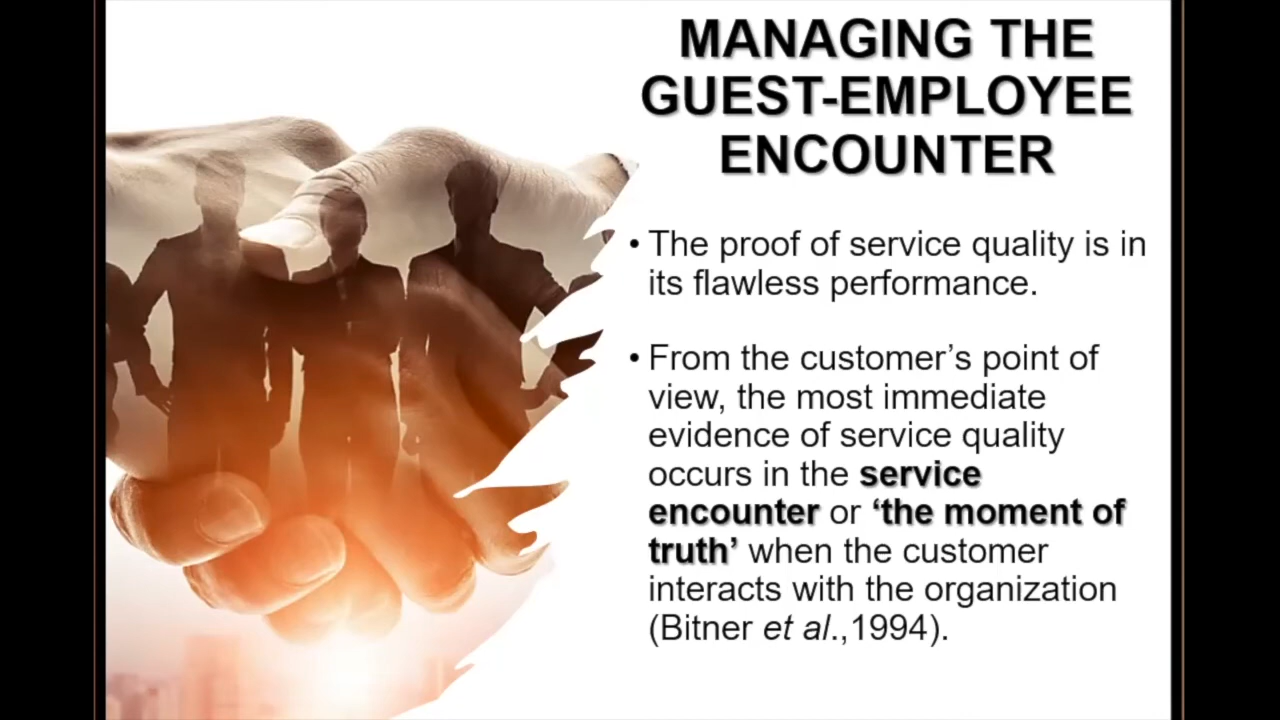 MANAGING THE
GUEST-EMPLOYEE
ENCOUNTER
• The proof of service quality is in
its flawless performance.
• From the customer’s point of
view, the most immediate
evidence of service quality
occurs in the service
encounter or ‘the moment of
truth’ when the customer
interacts with the organization
(Bitner et al.,1994).